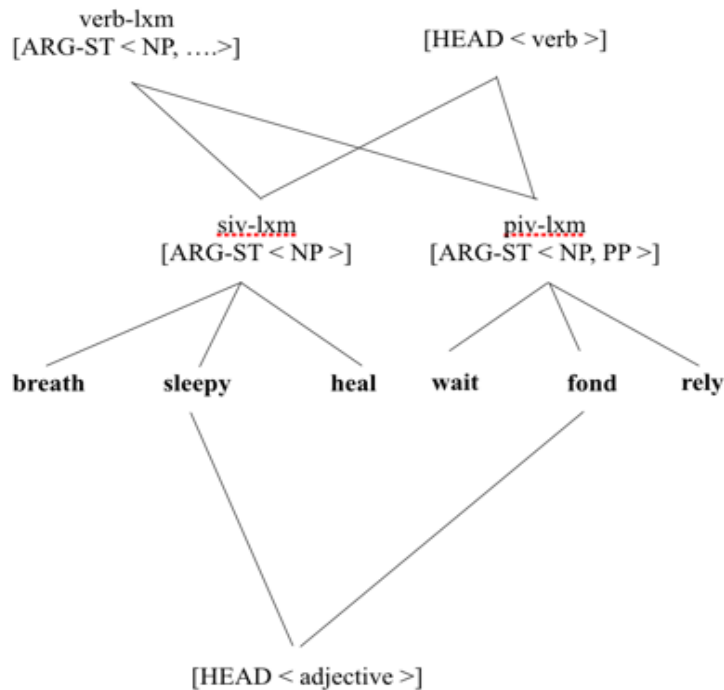 verb-lxm
[ARG-ST < NP, ….>]
[HEAD < verb >]
siv-lxm
[ARG-ST < NP >]
piv-lxm
[ARG-ST < NP, PP >]
breath sleepy heal wait fond rely
[HEAD < adjective >]